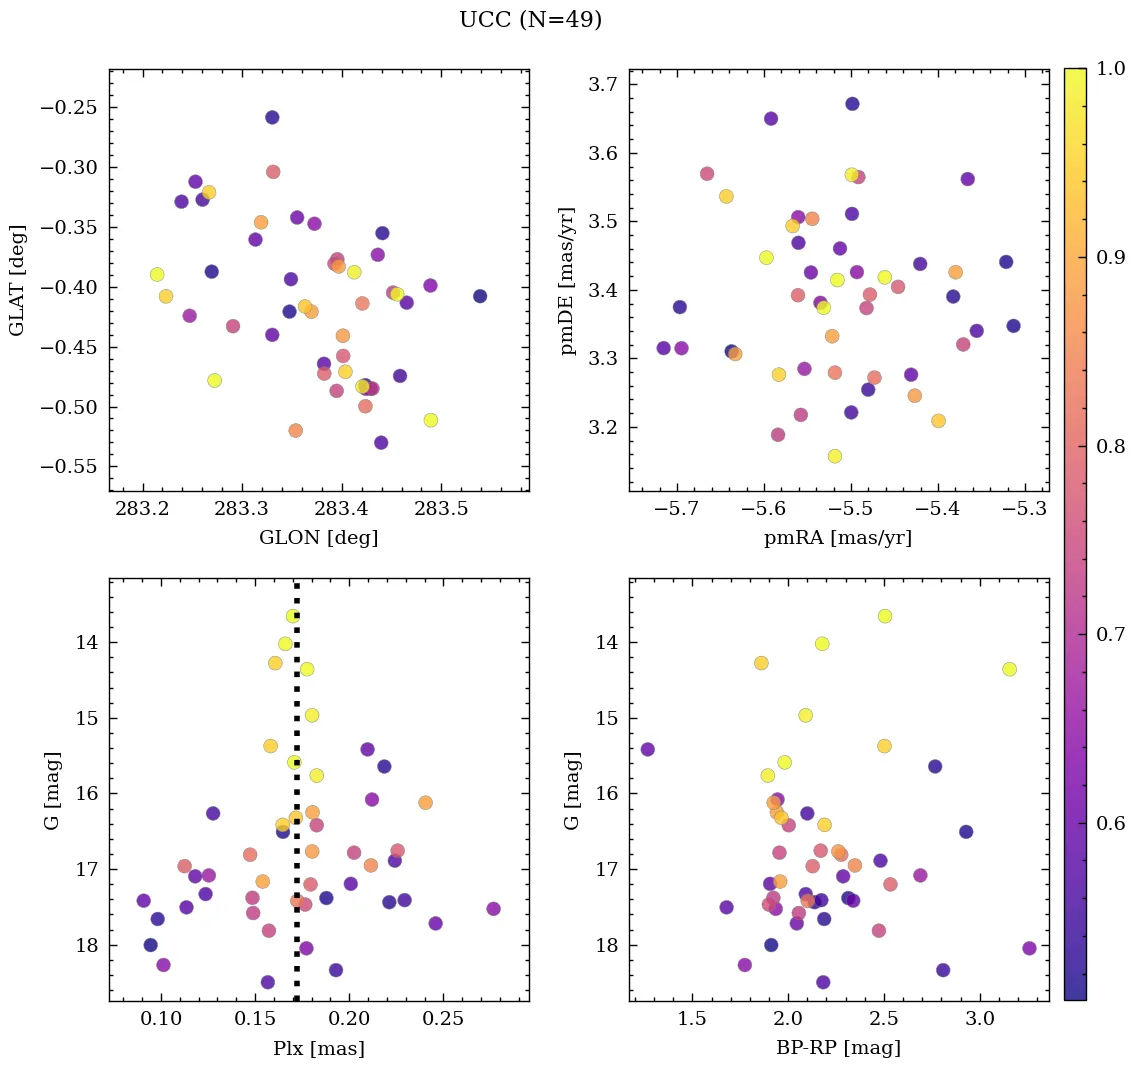 UCC (N=49)
−0.25
−0.30
−0.35
−0.40
−0.45
−0.50
−0.55
GLAT [deg]
283.2 283.3 283.4 283.5
GLON [deg]
3.7
3.6
3.5
3.4
3.3
3.2
pmDE [mas/yr]
−5.7 −5.6 −5.5 −5.4 −5.3
pmRA [mas/yr]
14
15
16
17
18
G [mag]
0.10 0.15 0.20 0.25
Plx [mas]
14
15
16
17
18
G [mag]
1.5 2.0 2.5 3.0
BP-RP [mag]
1.0
0.9
0.8
0.7
0.6